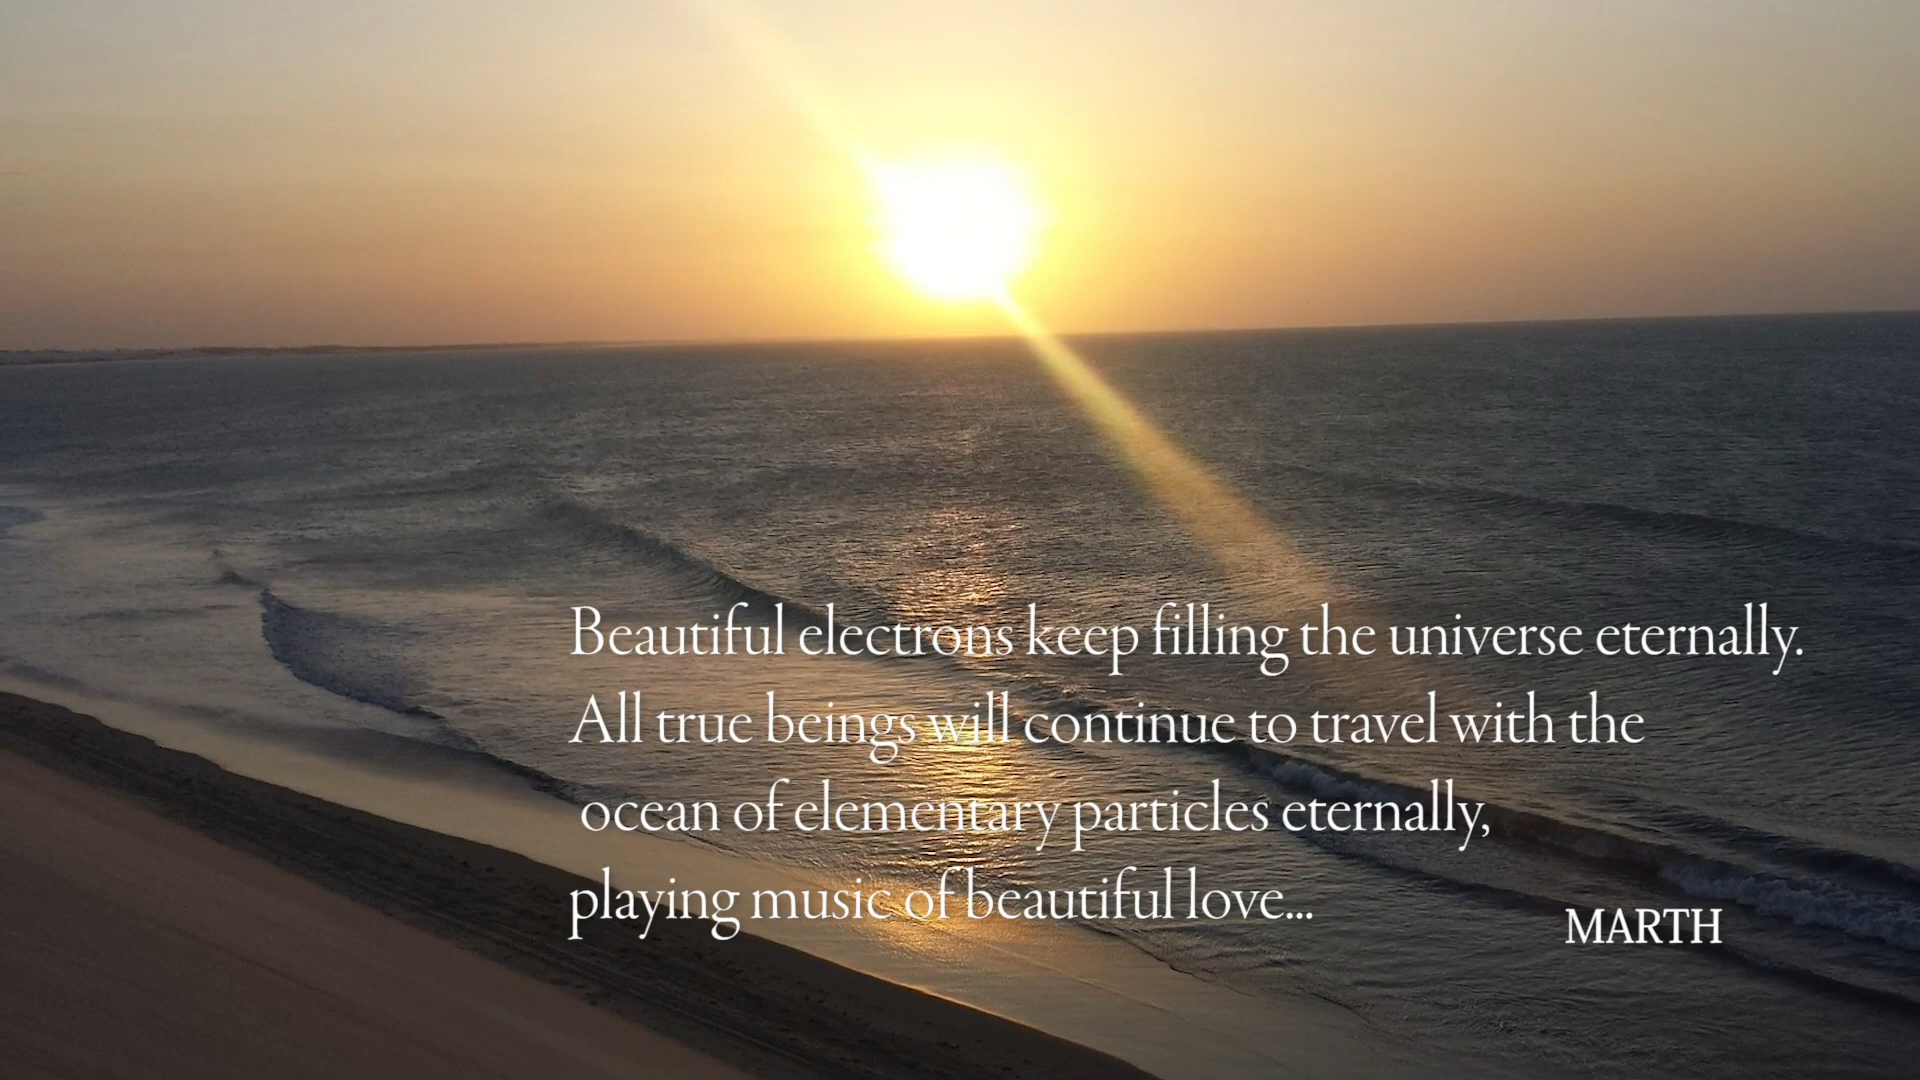 Beautiful electrons keep filling the universe eternally.
All true beings will continue to travel with the
ocean of elementary particles eternally,
playing music of beautiful love...
MARTH